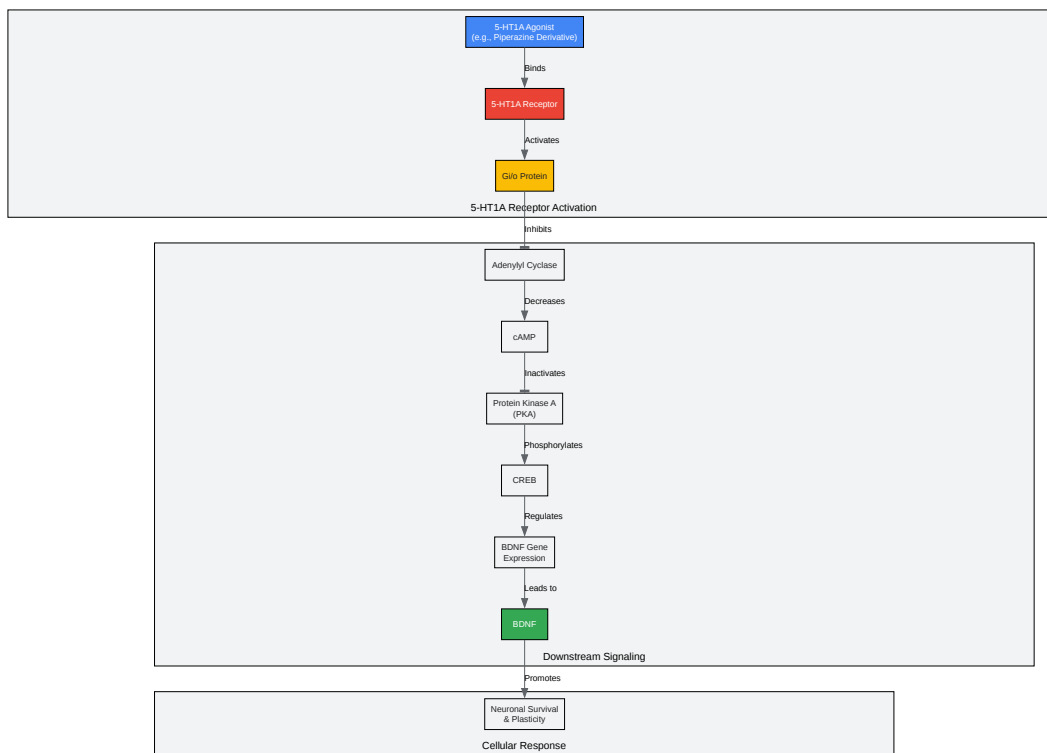 5-HT1A Agonist
(e.g., Piperazine Derivative)
Binds
5-HT1A Receptor
Activates
Gi/o Protein
5-HT1A Receptor Activation
Inhibits
Adenylyl Cyclase
Decreases
cAMP
Inactivates
Protein Kinase A
(PKA)
Phosphorylates
CREB
Regulates
BDNF Gene
Expression
Leads to
BDNF
Downstream Signaling
Promotes
Neuronal Survival
& Plasticity
Cellular Response